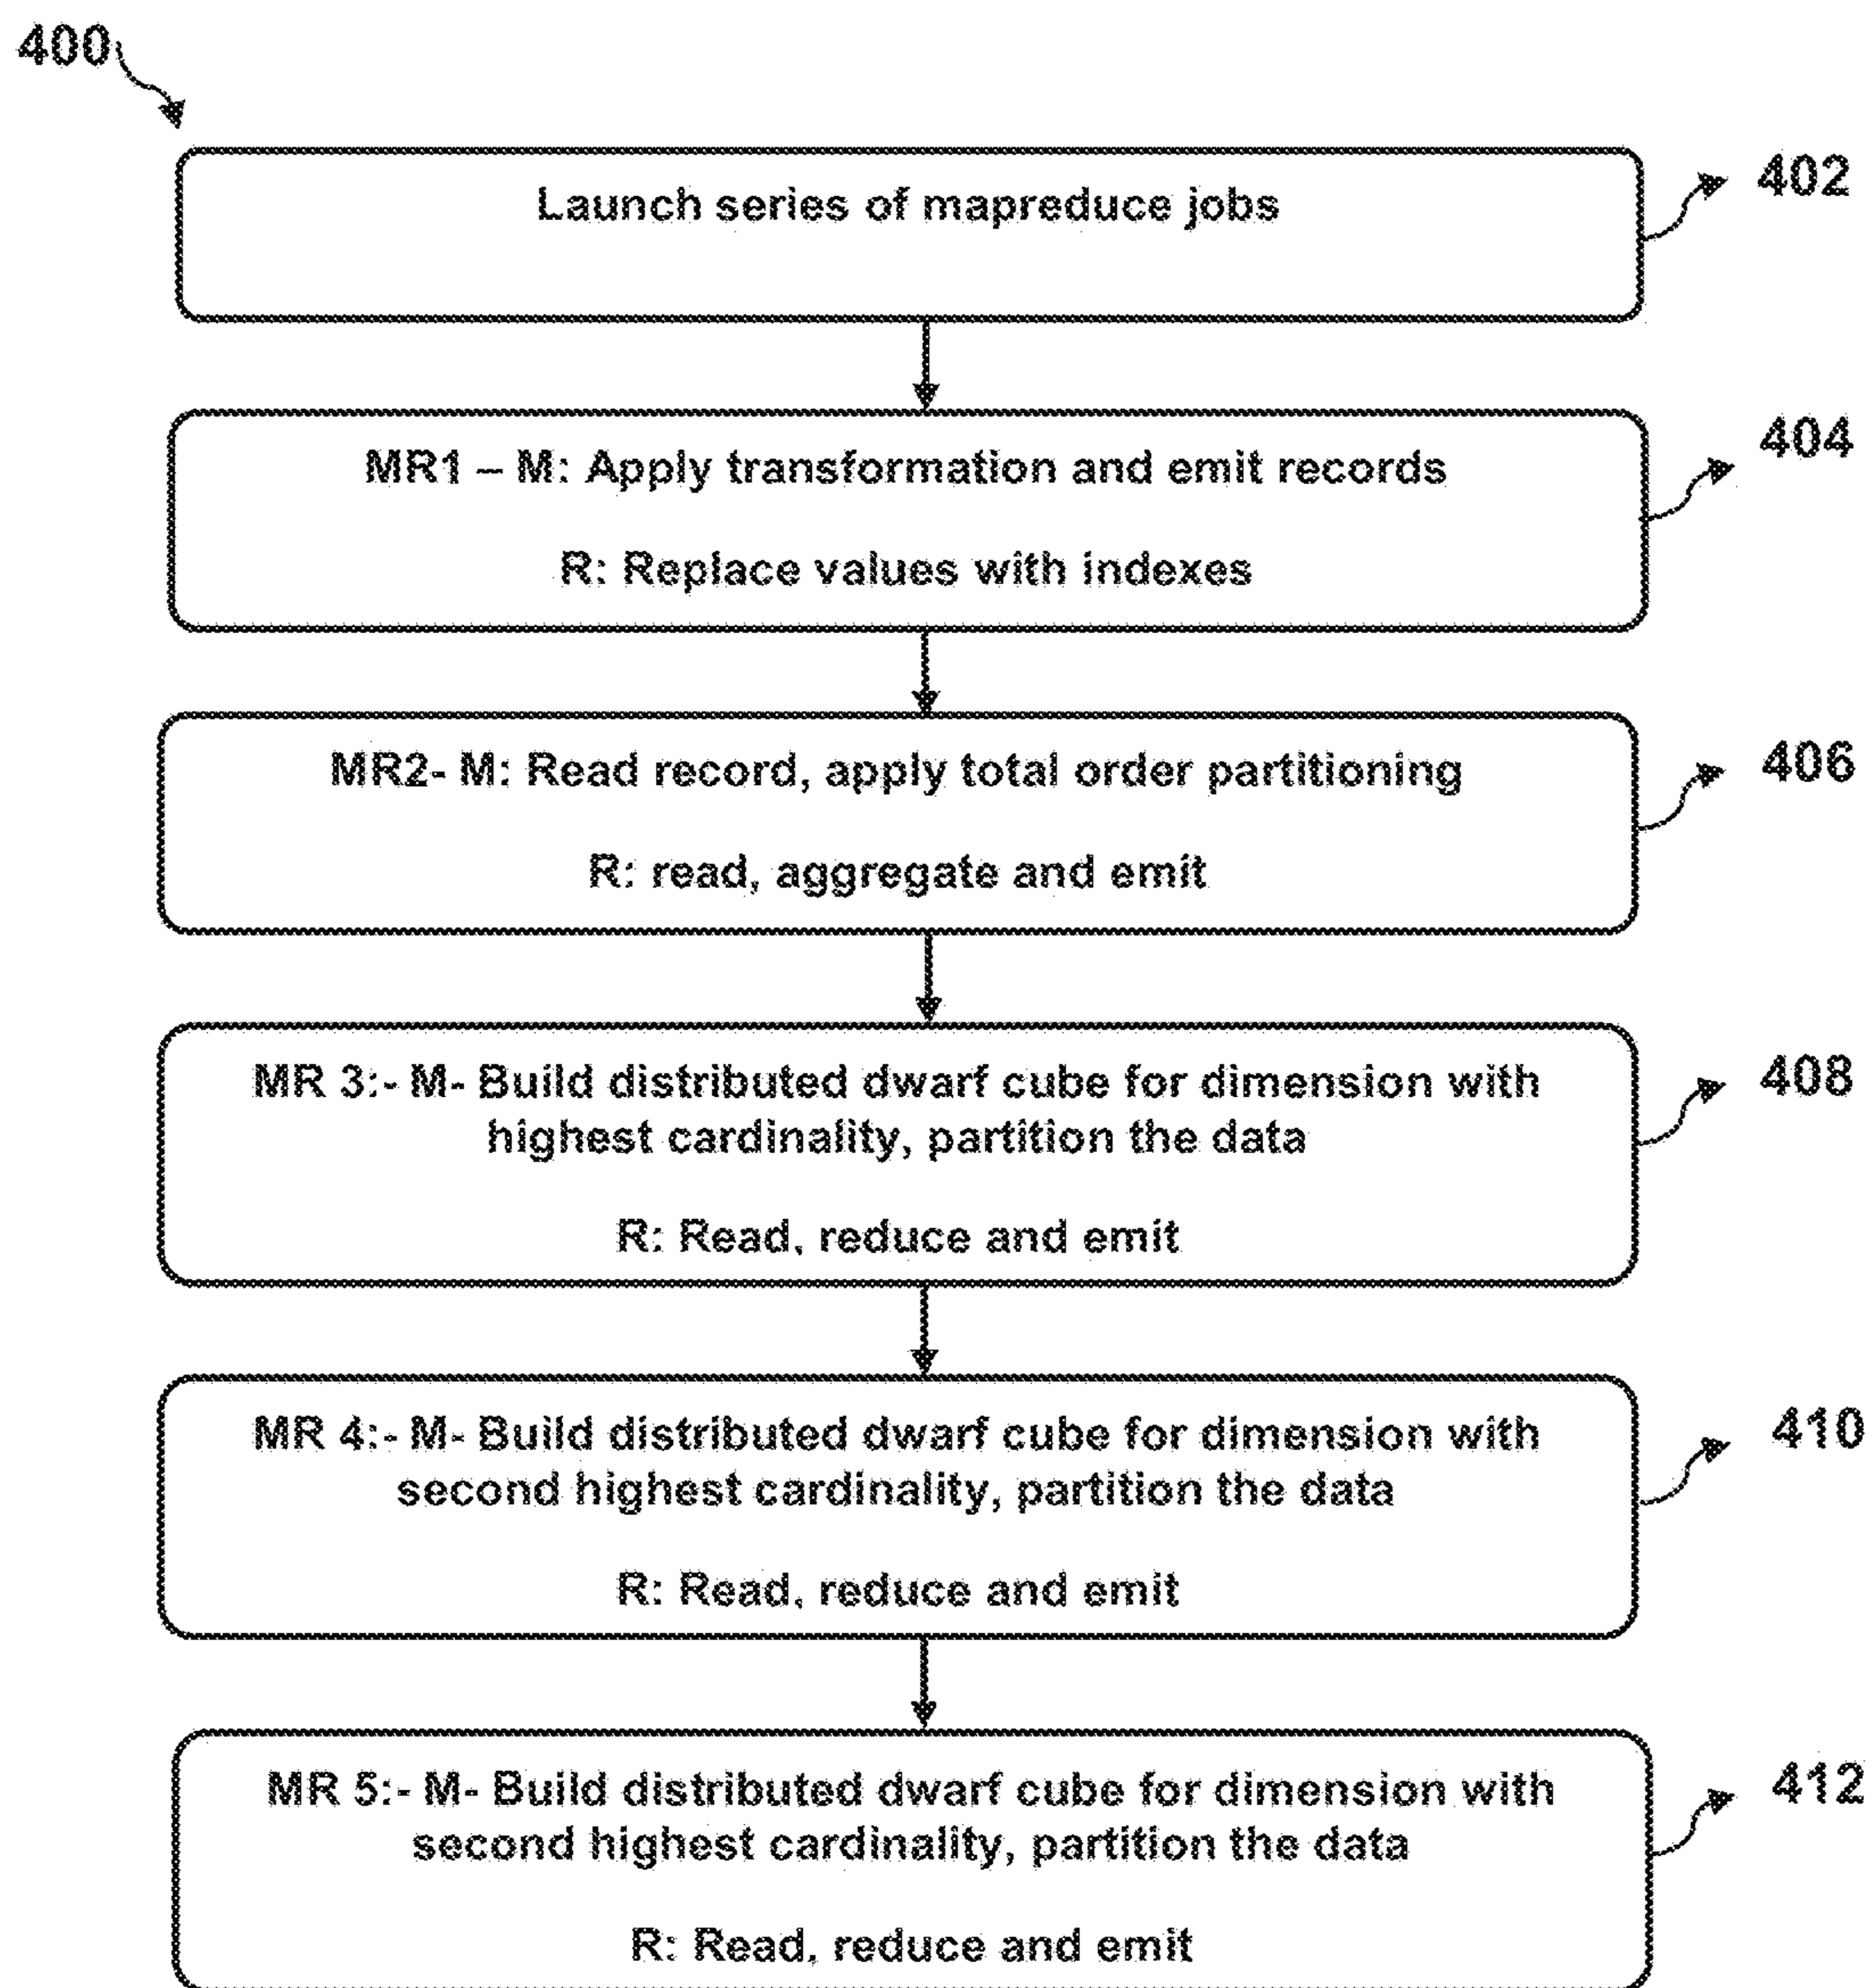 400
Launch series of mapreduce jobs
402
MR1 – M: Apply transformation and emit records
R: Replace values with indexes
404
MR2- M: Read record, apply total order partitioning
R: read, aggregate and emit
406
MR 3:- M- Build distributed dwarf cube for dimension with
highest cardinality, partition the data
R: Read, reduce and emit
408
MR 4:- M- Build distributed dwarf cube for dimension with
second highest cardinality, partition the data
R: Read, reduce and emit
410
MR 5:- M- Build distributed dwarf cube for dimension with
second highest cardinality, partition the data
R: Read, reduce and emit
412